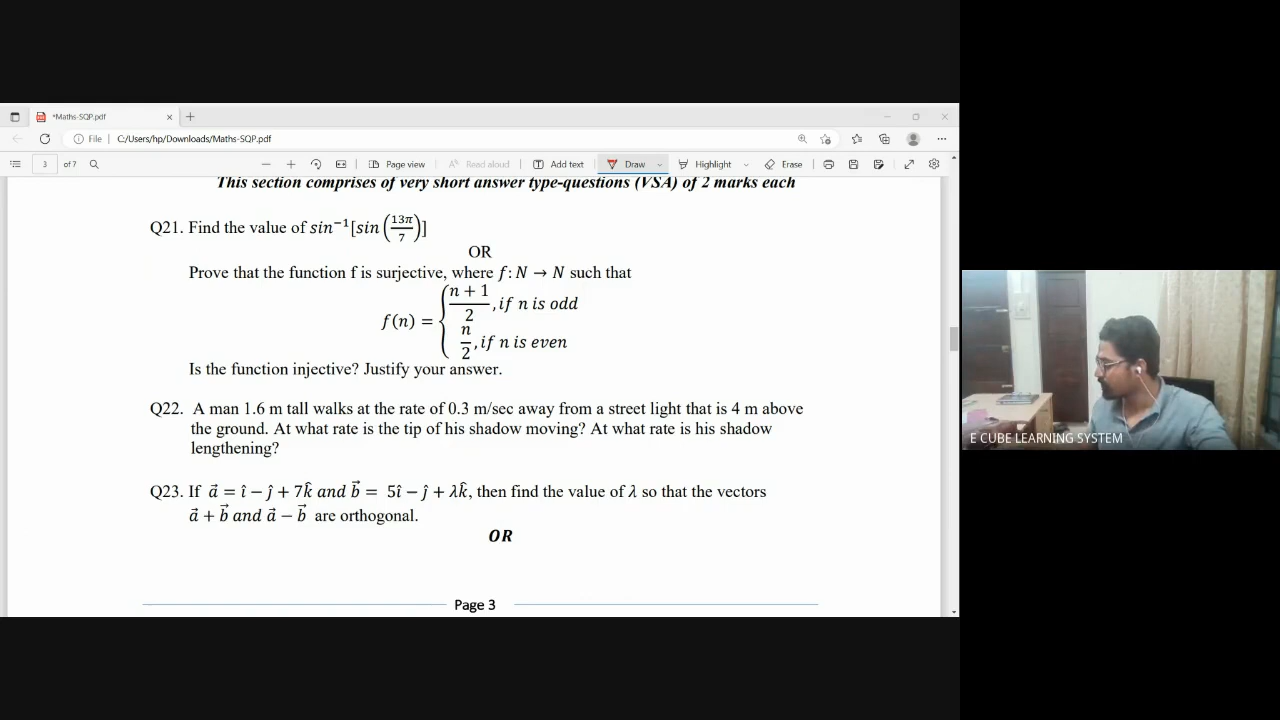 *Maths-SQP.pdf
File | C:/Users/hp/Downloads/Maths-SQP.pdf
3 of 7 Page view Read aloud Add text Draw Highlight Erase
This section comprises of very short answer type-questions (VSA) of 2 marks each
Q21. Find the value of sin⁻¹[sin(13π/7)]
OR
Prove that the function f is surjective, where f: N → N such that
f(n) = { (n + 1)/2 , if n is odd
n/2 , if n is even
Is the function injective? Justify your answer.
Q22. A man 1.6 m tall walks at the rate of 0.3 m/sec away from a street light that is 4 m above
the ground. At what rate is the tip of his shadow moving? At what rate is his shadow
lengthening?
Q23. If a⃗ = î − ĵ + 7k̂ and b⃗ = 5î − ĵ + λk̂, then find the value of λ so that the vectors
a⃗ + b⃗ and a⃗ − b⃗ are orthogonal.
OR
Page 3
E CUBE LEARNING SYSTEM